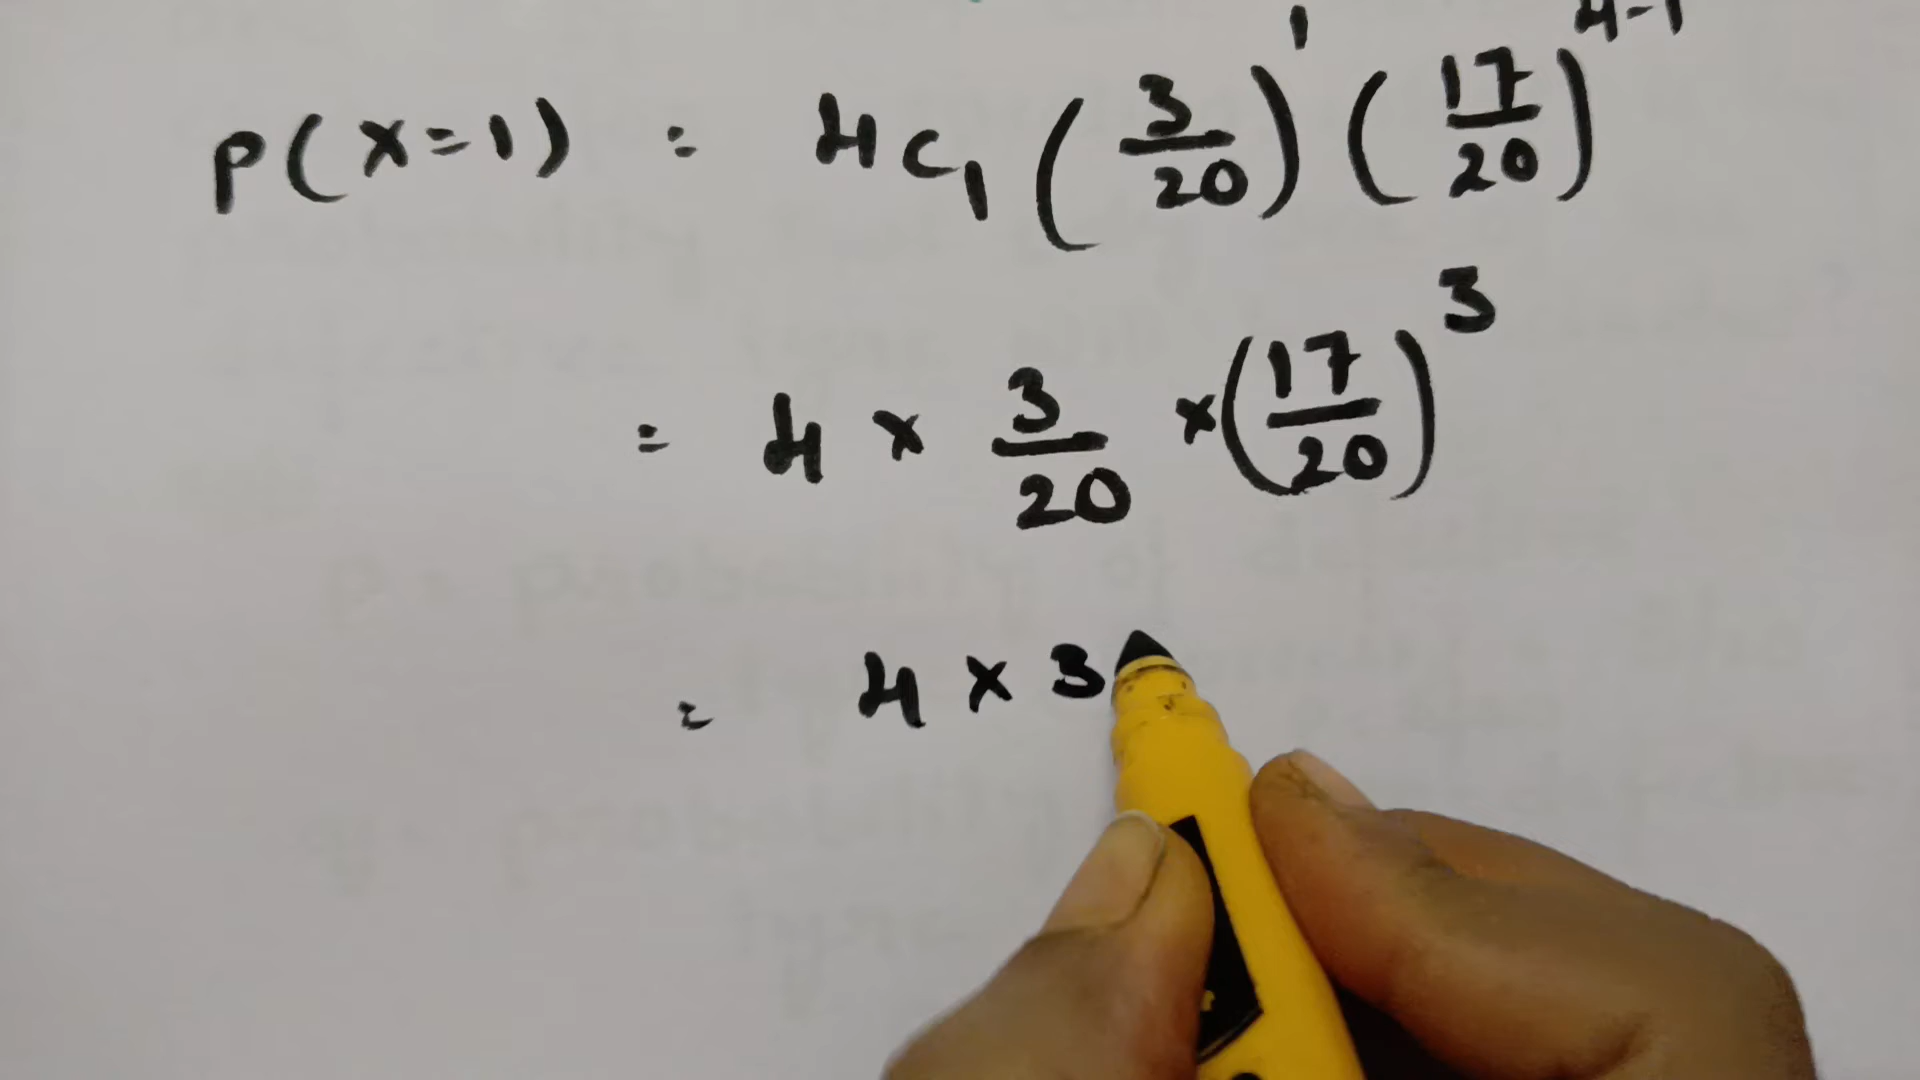 P(x=1) = 4C₁ (3/20)¹ (17/20)⁴⁻¹
= 4 × 3/20 × (17/20)³
= 4 × 3